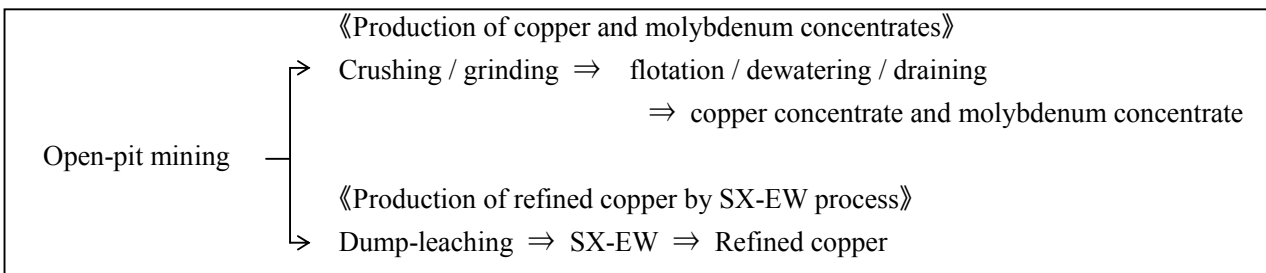 《Production of copper and molybdenum concentrates》
Crushing / grinding ⇒ flotation / dewatering / draining
⇒ copper concentrate and molybdenum concentrate
Open-pit mining
《Production of refined copper by SX-EW process》
Dump-leaching ⇒ SX-EW ⇒ Refined copper